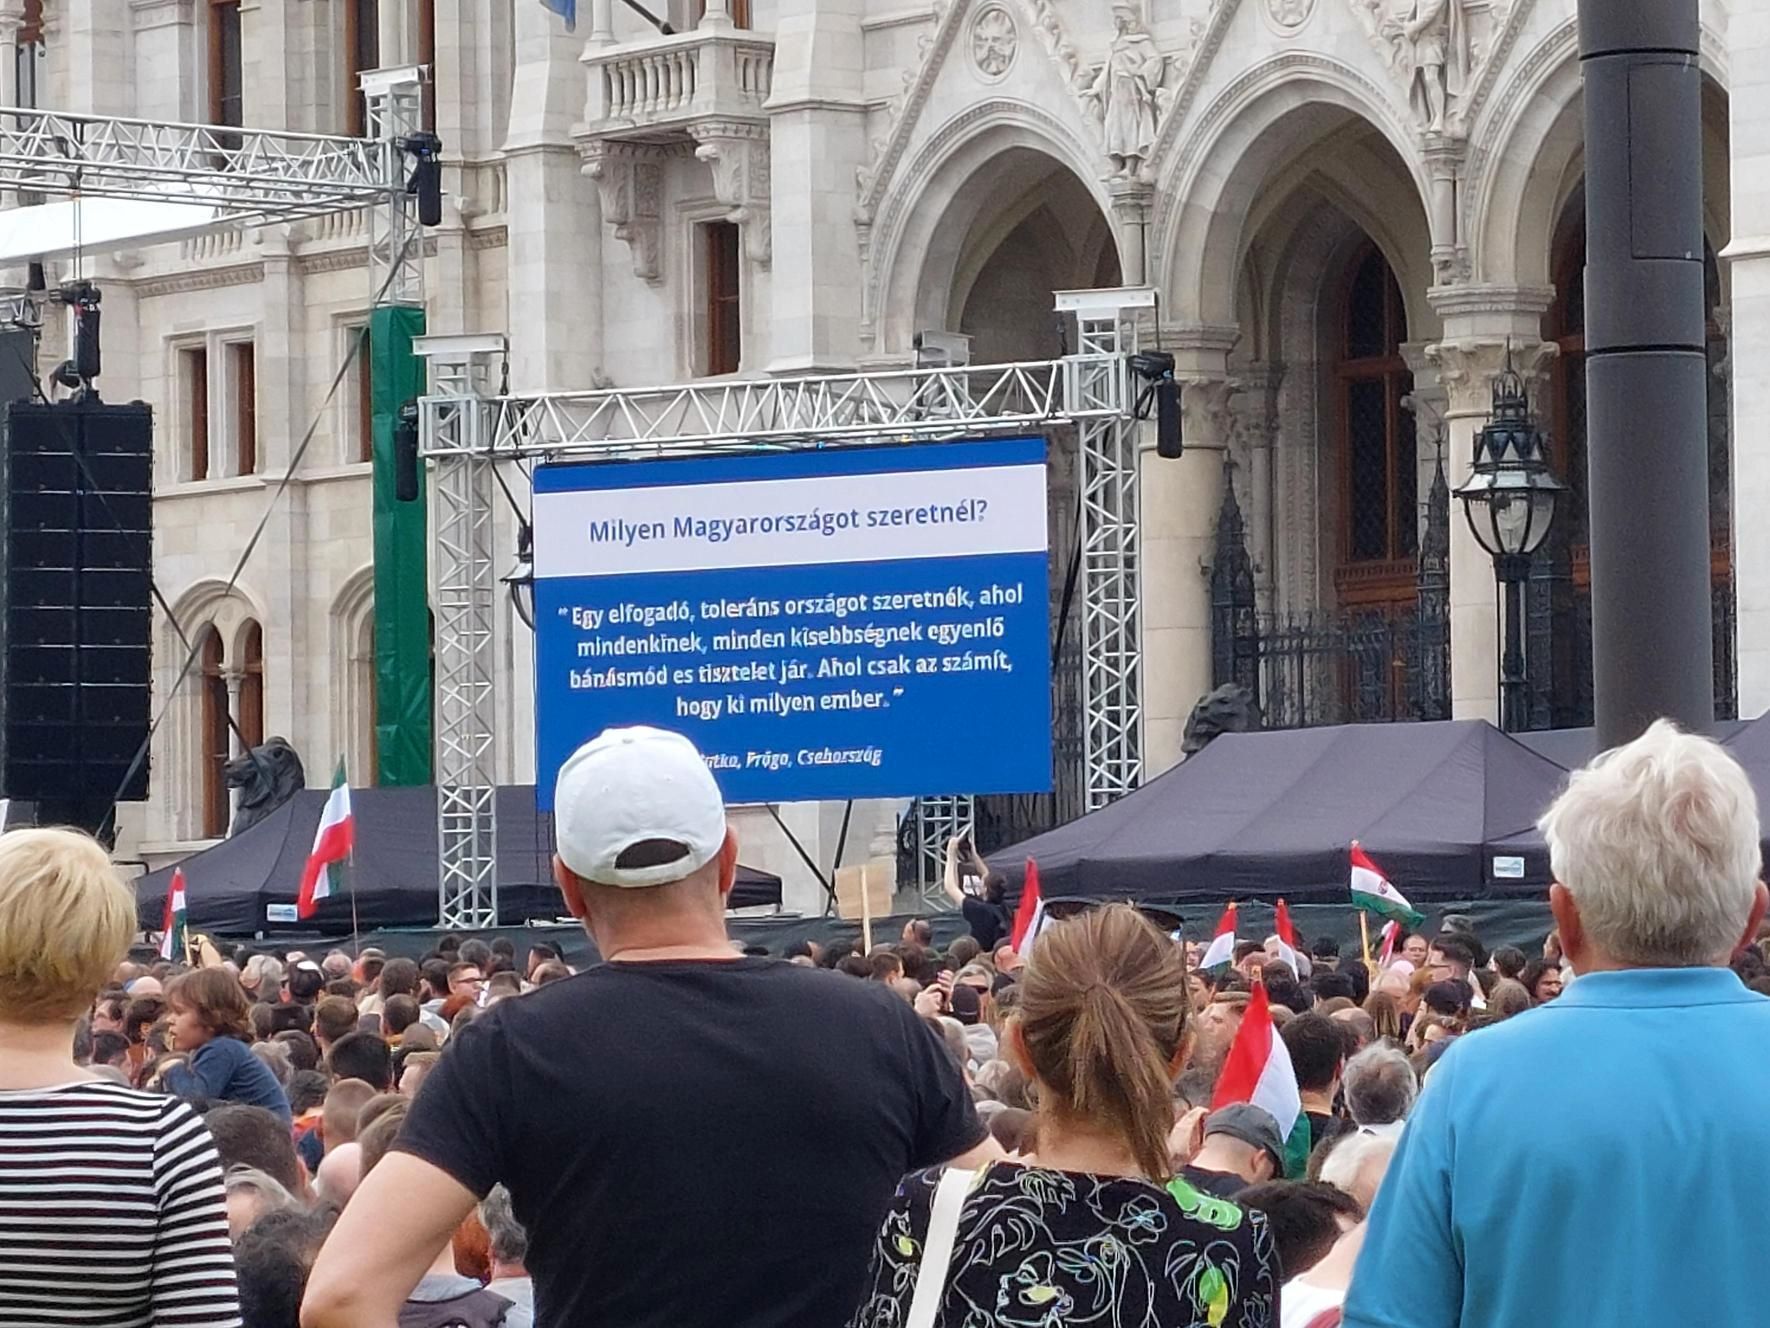 Milyen Magyarországot szeretnél?
"Egy elfogadó, toleráns országot szeretnék, ahol
mindenkinek, minden kisebbségnek egyenlő
bánásmód es tisztelet jár. Ahol csak az számít,
hogy ki milyen ember."
Prága, Csehország